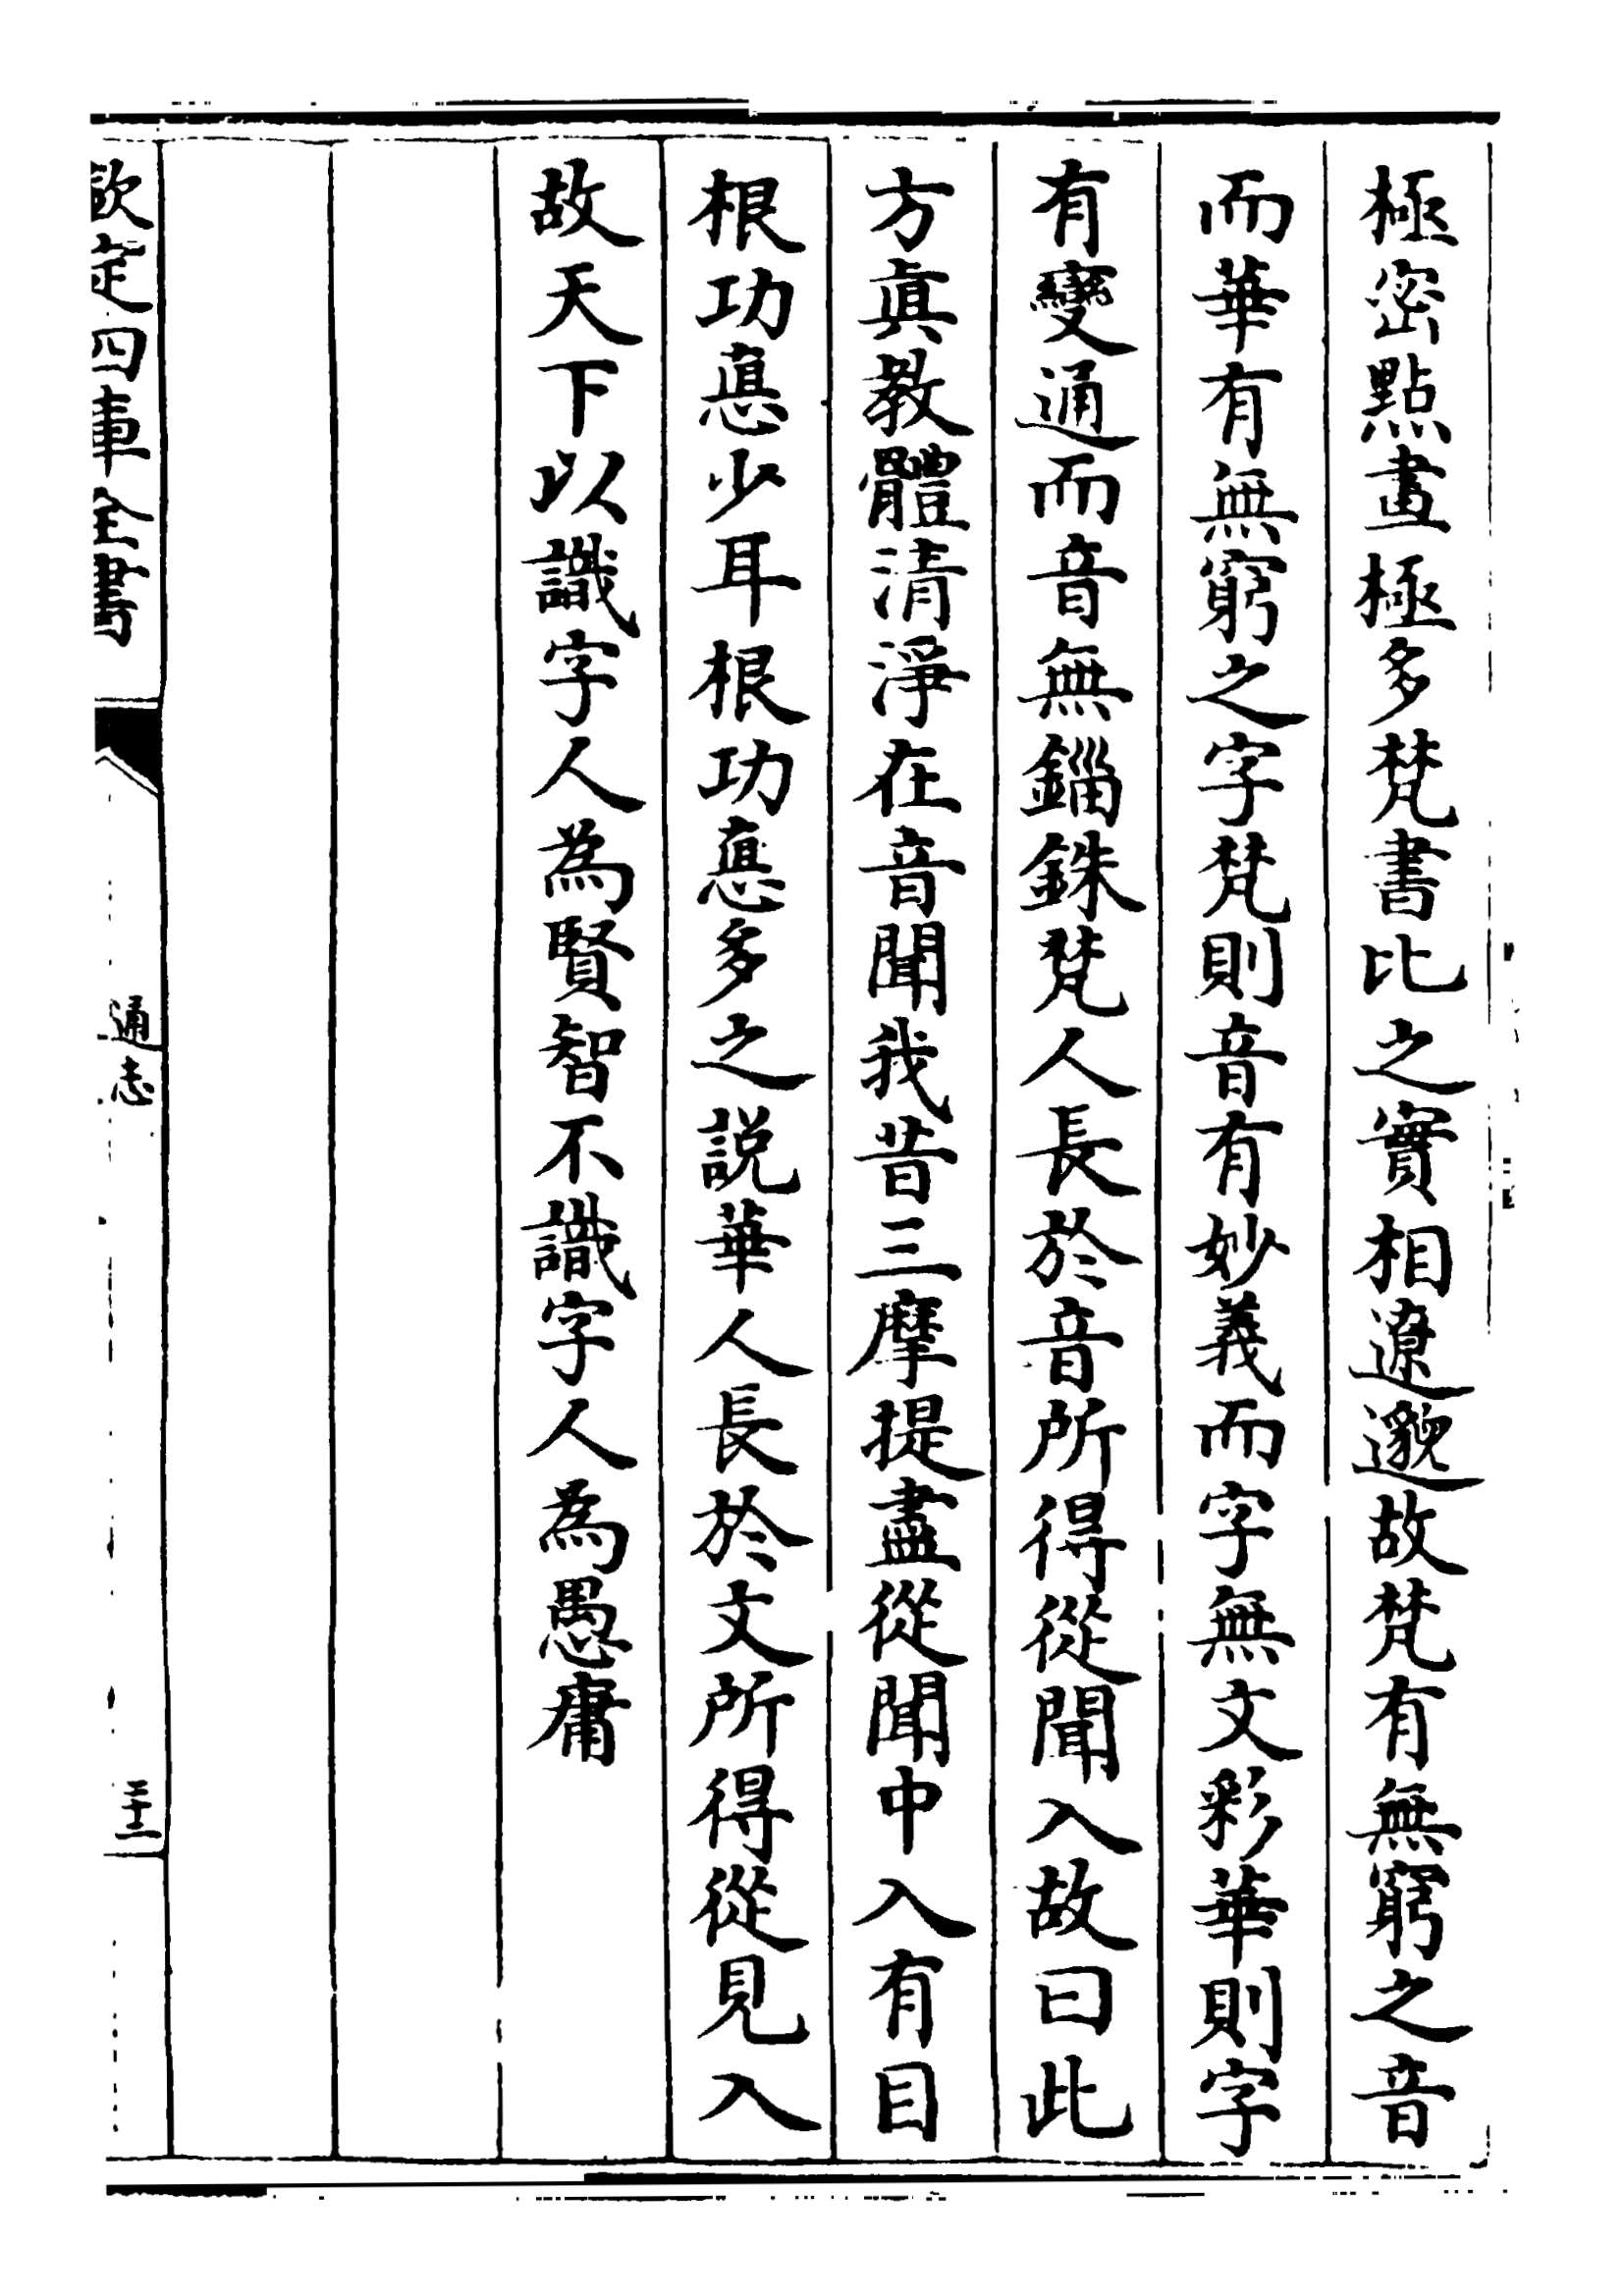 極密點畫極多梵書比之實相遼邈故梵有無窮之音
而華有無窮之字梵則音有妙義而字無文彩華則字
有變通而音無錙銖梵人長於音所得從聞入故曰此
方真教體清淨在音聞我昔三摩提盡從聞中入有目
根功悳少耳根功悳多之説華人長於文所得從見入
故天下以識字人為賢智不識字人為愚庸
欽定四庫全書
通志
三十二